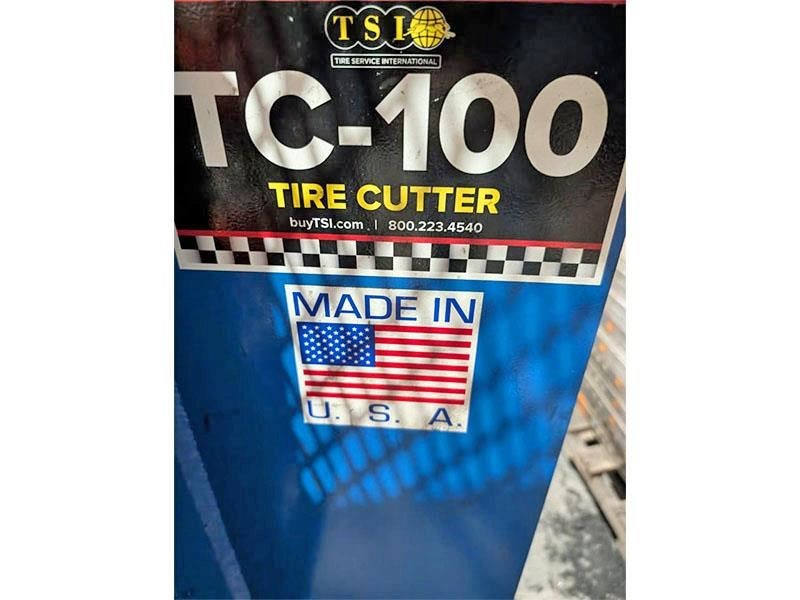 TSI
TIRE SERVICE INTERNATIONAL
TC-100
TIRE CUTTER
buyTSI.com | 800.223.4540
MADE IN
U. S. A.